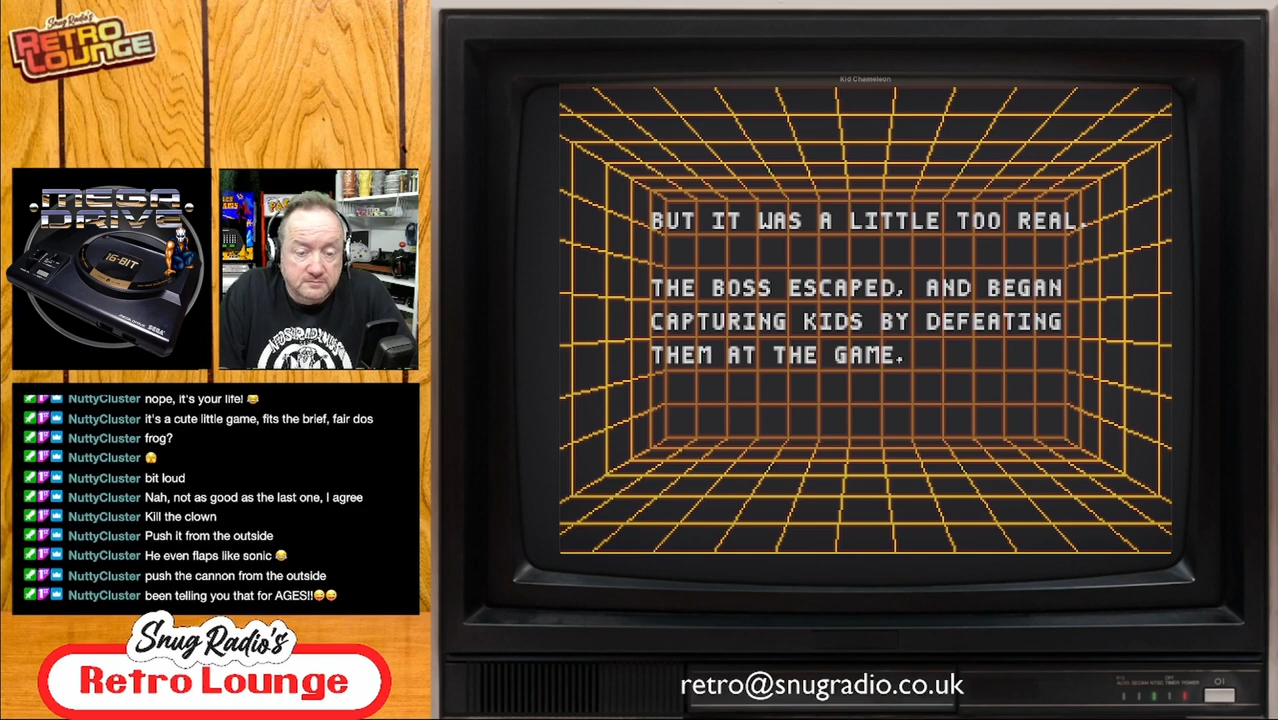 Snug Radio's
RETRO
LOUNGE
Kid Chameleon
MEGA
DRIVE
16-BIT
SEGA
BUT IT WAS A LITTLE TOO REAL.
THE BOSS ESCAPED, AND BEGAN
CAPTURING KIDS BY DEFEATING
THEM AT THE GAME.
NuttyCluster nope, it's your life! 😂
NuttyCluster it's a cute little game, fits the brief, fair dos
NuttyCluster frog?
NuttyCluster 🫣
NuttyCluster bit loud
NuttyCluster Nah, not as good as the last one, I agree
NuttyCluster Kill the clown
NuttyCluster Push it from the outside
NuttyCluster He even flaps like sonic 😂
NuttyCluster push the cannon from the outside
NuttyCluster been telling you that for AGES!!😜😜
Snug Radio's
Retro Lounge
retro@snugradio.co.uk